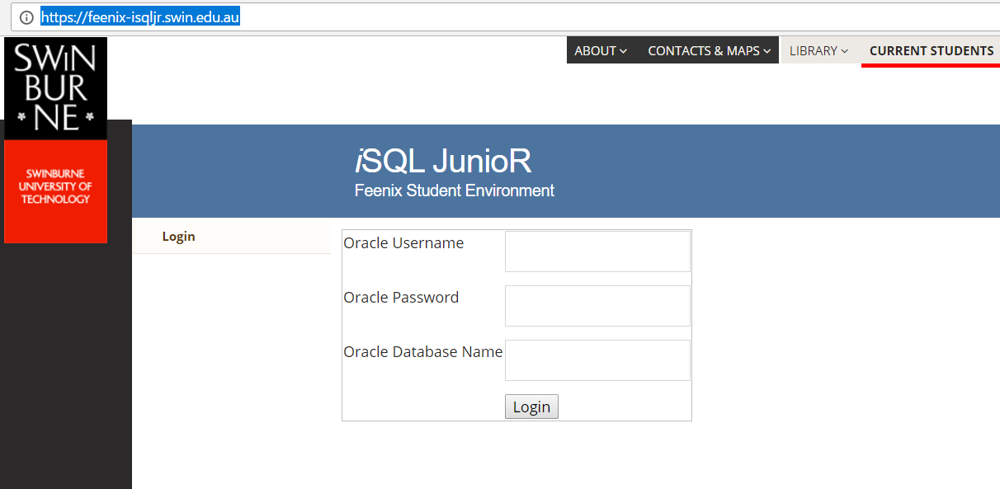 https://feenix-isqljr.swin.edu.au
SWiN
BUR
* NE *
SWINBURNE
UNIVERSITY OF
TECHNOLOGY
ABOUT
CONTACTS & MAPS
LIBRARY
CURRENT STUDENTS
iSQL JunioR
Feenix Student Environment
Login
Oracle Username
Oracle Password
Oracle Database Name
Login